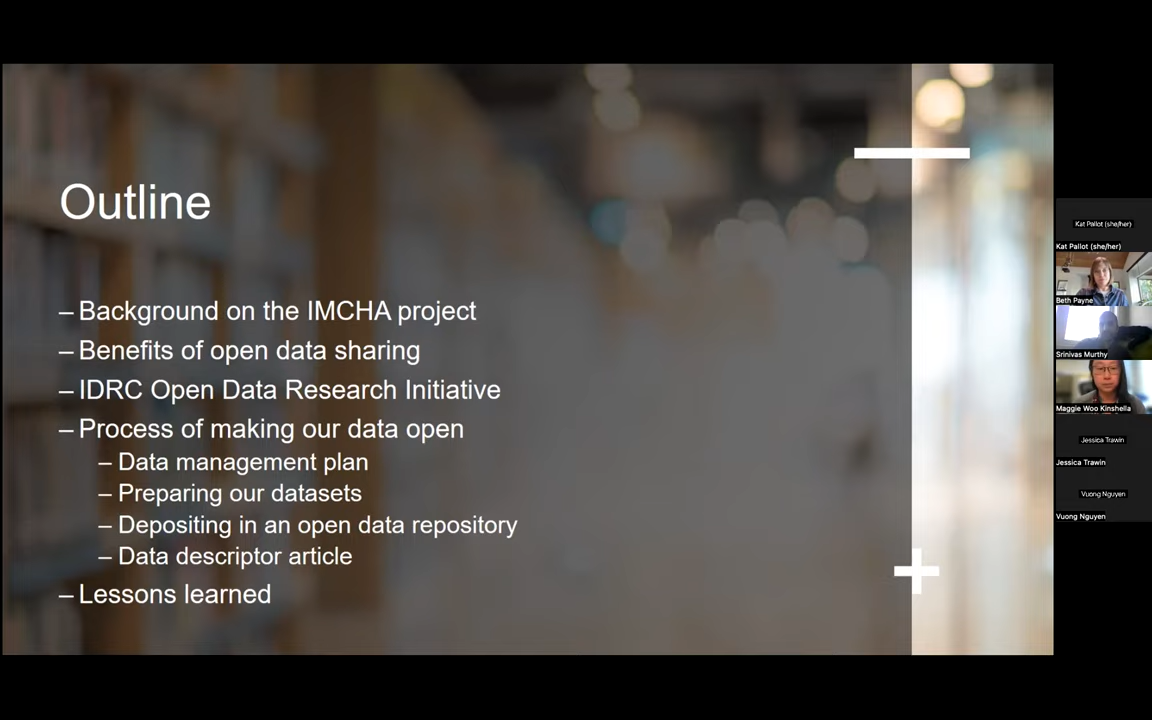 Outline
– Background on the IMCHA project
– Benefits of open data sharing
– IDRC Open Data Research Initiative
– Process of making our data open
– Data management plan
– Preparing our datasets
– Depositing in an open data repository
– Data descriptor article
– Lessons learned
Kat Pallot (she/her)
Kat Pallot (she/her)
Beth Payne
Srinivas Murthy
Maggie Woo Kinshella
Jessica Trawin
Jessica Trawin
Vuong Nguyen
Vuong Nguyen